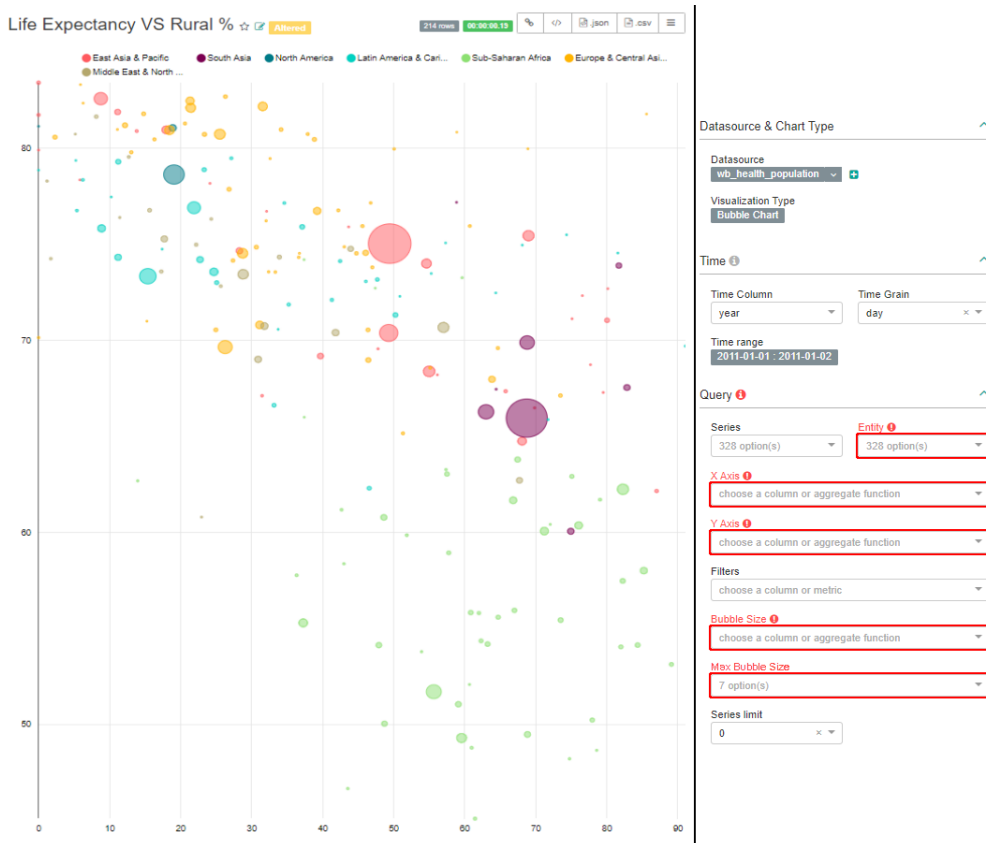 Life Expectancy VS Rural % Altered
214 rows 00:00:00.19 .json .csv
East Asia & Pacific South Asia North America Latin America & Cari... Sub-Saharan Africa Europe & Central Asi...
Middle East & North ...
80
70
60
50
0 10 20 30 40 50 60 70 80 90
Datasource & Chart Type
Datasource
wb_health_population
Visualization Type
Bubble Chart
Time
Time Column Time Grain
year day
Time range
2011-01-01 : 2011-01-02
Query
Series Entity
328 option(s) 328 option(s)
X Axis
choose a column or aggregate function
Y Axis
choose a column or aggregate function
Filters
choose a column or metric
Bubble Size
choose a column or aggregate function
Max Bubble Size
7 option(s)
Series limit
0